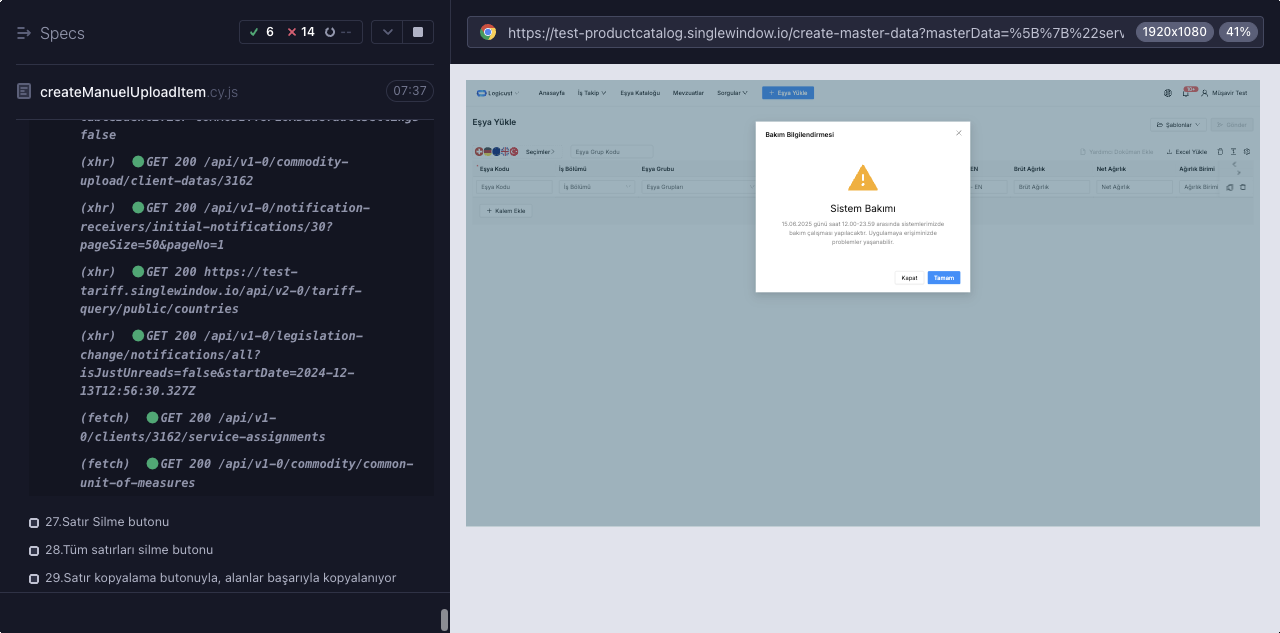 Specs
6 14 --
createManuelUploadItem.cy.js
07:37
false
(xhr) GET 200 /api/v1-0/commodity-
upload/client-datas/3162
(xhr) GET 200 /api/v1-0/notification-
pageSize=50&pageNo=1
(xhr) GET 200 https://test-
tariff.singlewindow.io/api/v2-0/tariff-
query/public/countries
(xhr) GET 200 /api/v1-0/legislation-
change/notifications/all?
isJustUnreads=false&startDate=2024-12-
13T12:56:30.327Z
(fetch) GET 200 /api/v1-
0/clients/3162/service-assignments
(fetch) GET 200 /api/v1-0/commodity/common-
unit-of-measures
27.Satır Silme butonu
28.Tüm satırları silme butonu
29.Satır kopyalama butonuyla, alanlar başarıyla kopyalanıyor
https://test-productcatalog.singlewindow.io/create-master-data?masterData=%5B%7B%22serv
1920x1080
41%
Logicust Anasayfa İş Takip Eşya Kataloğu Mevzuatlar Sorgular + Eşya Yükle Müşavir Test
Eşya Yükle
Şablonlar Gönder
Seçimler Eşya Grup Kodu Excel Yükle
Eşya Kodu İş Bölümü Eşya Grubu EN Brüt Ağırlık Net Ağırlık Ağırlık Birimi
Eşya Kodu İş Bölümü Eşya Grupları - EN Brüt Ağırlık Net Ağırlık Ağırlık Birimi
+ Kalem Ekle
Bakım Bilgilendirmesi
Sistem Bakımı
15.06.2025 günü saat 12.00-23.59 arasında sistemlerimizde
bakım çalışması yapılacaktır. Uygulamaya erişiminizde
problemler yaşanabilir.
Kapat Tamam